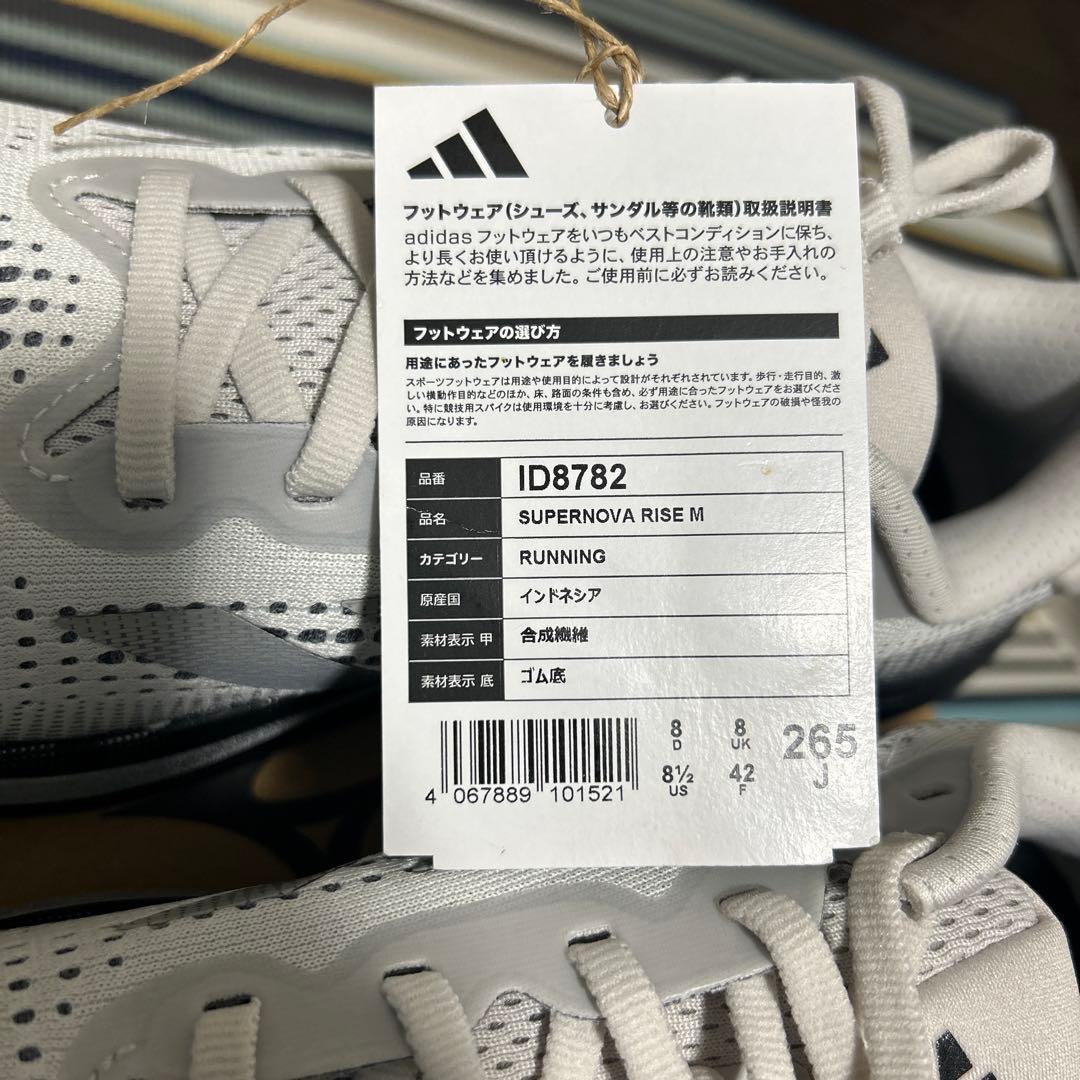 フットウェア(シューズ、サンダル等の靴類)取扱説明書
adidas フットウェアをいつもベストコンディションに保ち、
より長くお使い頂けるように、使用上の注意やお手入れの
方法などを集めました。ご使用前に必ずお読みください。
フットウェアの選び方
用途にあったフットウェアを履きましょう
スポーツフットウェアは用途や使用目的によって設計がそれぞれされています。歩行・走行目的、激
しい横動作目的などのほか、床、路面の条件も含め、必ず用途に合ったフットウェアをお選びくださ
い。特に競技用スパイクは使用環境を十分に考慮し、お選びください。フットウェアの破損や怪我の
原因になります。
品番 ID8782
品名 SUPERNOVA RISE M
カテゴリー RUNNING
原産国 インドネシア
素材表示 甲 合成繊維
素材表示 底 ゴム底
8 8 265
D UK J
8½ 42
US F
4 067889 101521